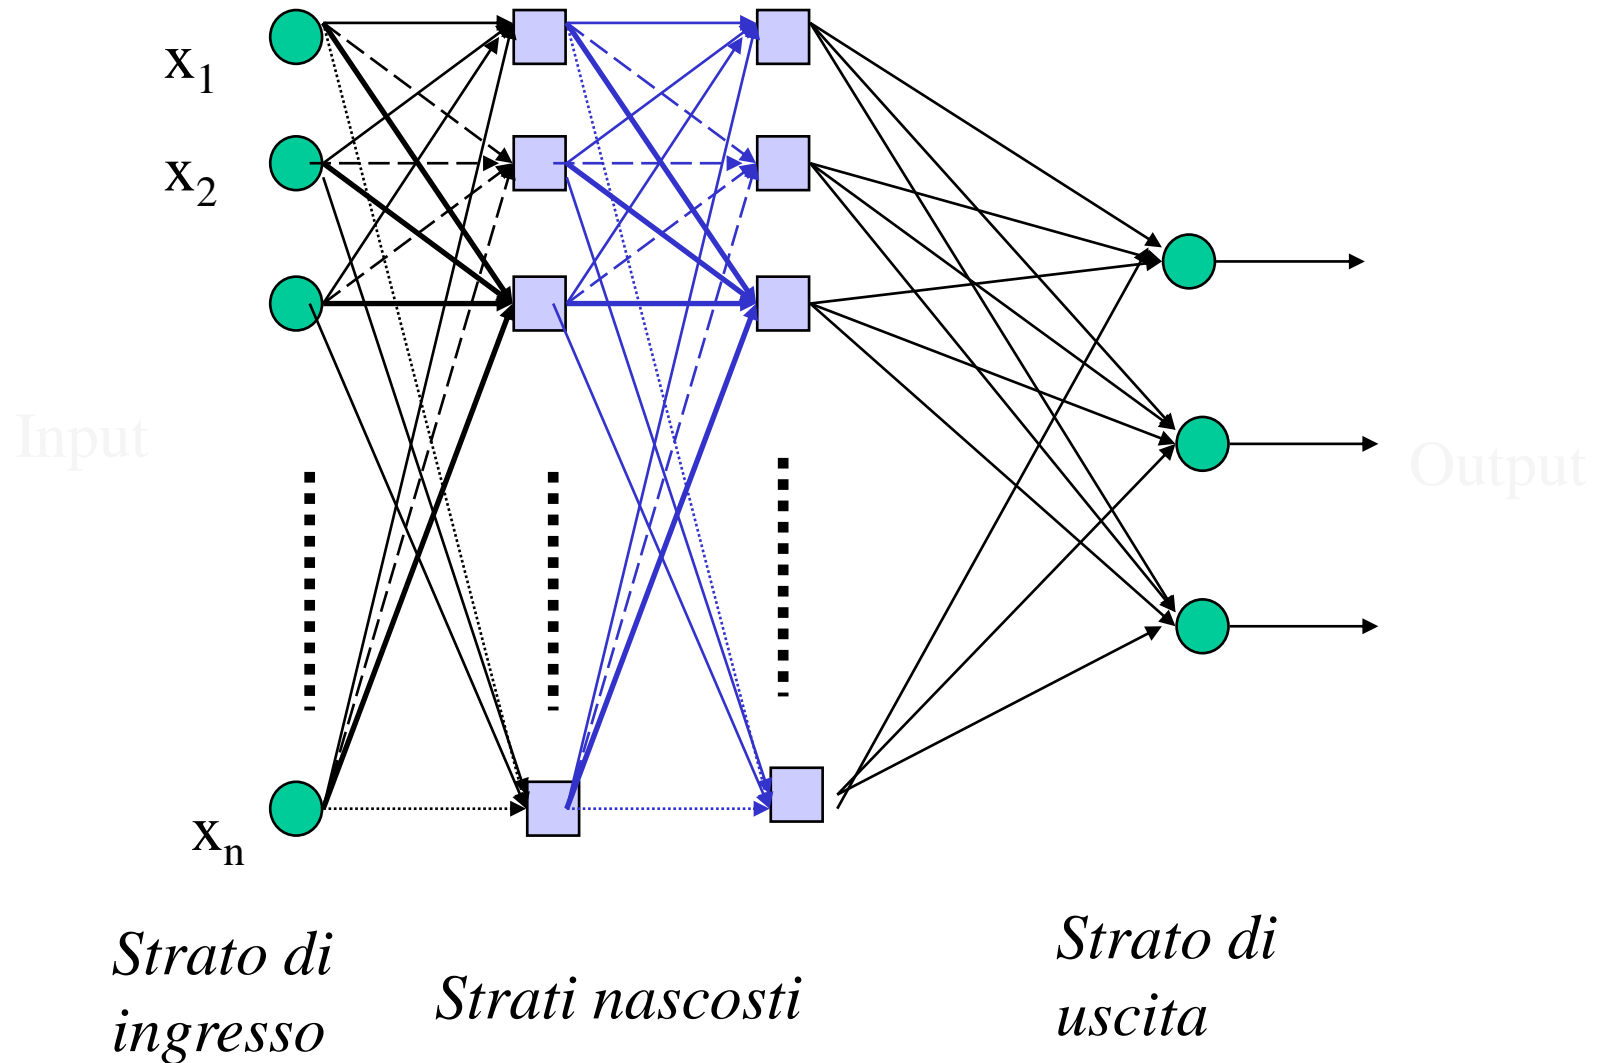 x1
x2
Input
Output
xn
Strato di
ingresso
Strati nascosti
Strato di
uscita